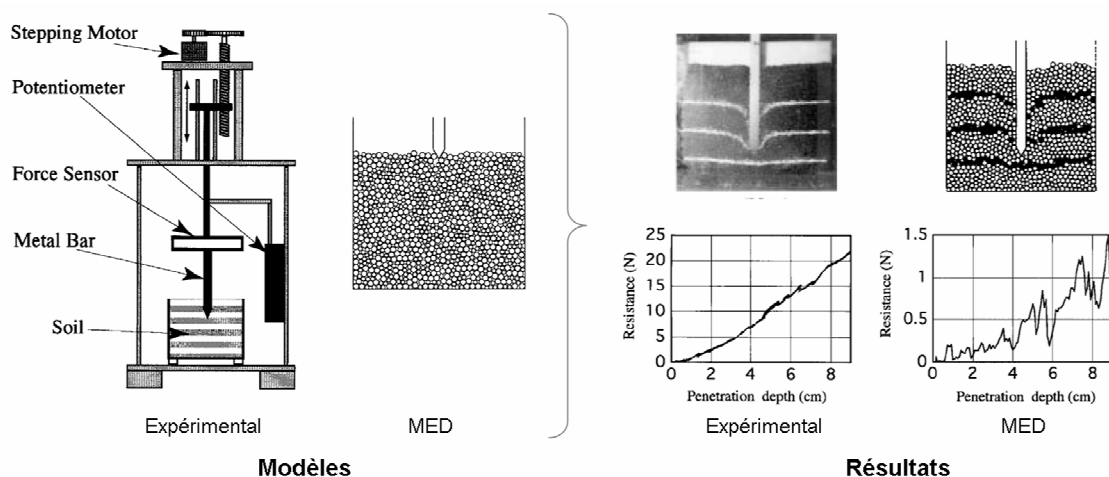 Stepping Motor
Potentiometer
Force Sensor
Metal Bar
Soil
Expérimental
MED
Modèles
Resistance (N)
25
20
15
10
5
0
0 2 4 6 8
Penetration depth (cm)
Expérimental
Resistance (N)
1.5
1
0.5
0
0 2 4 6 8
Penetration depth (cm)
MED
Résultats